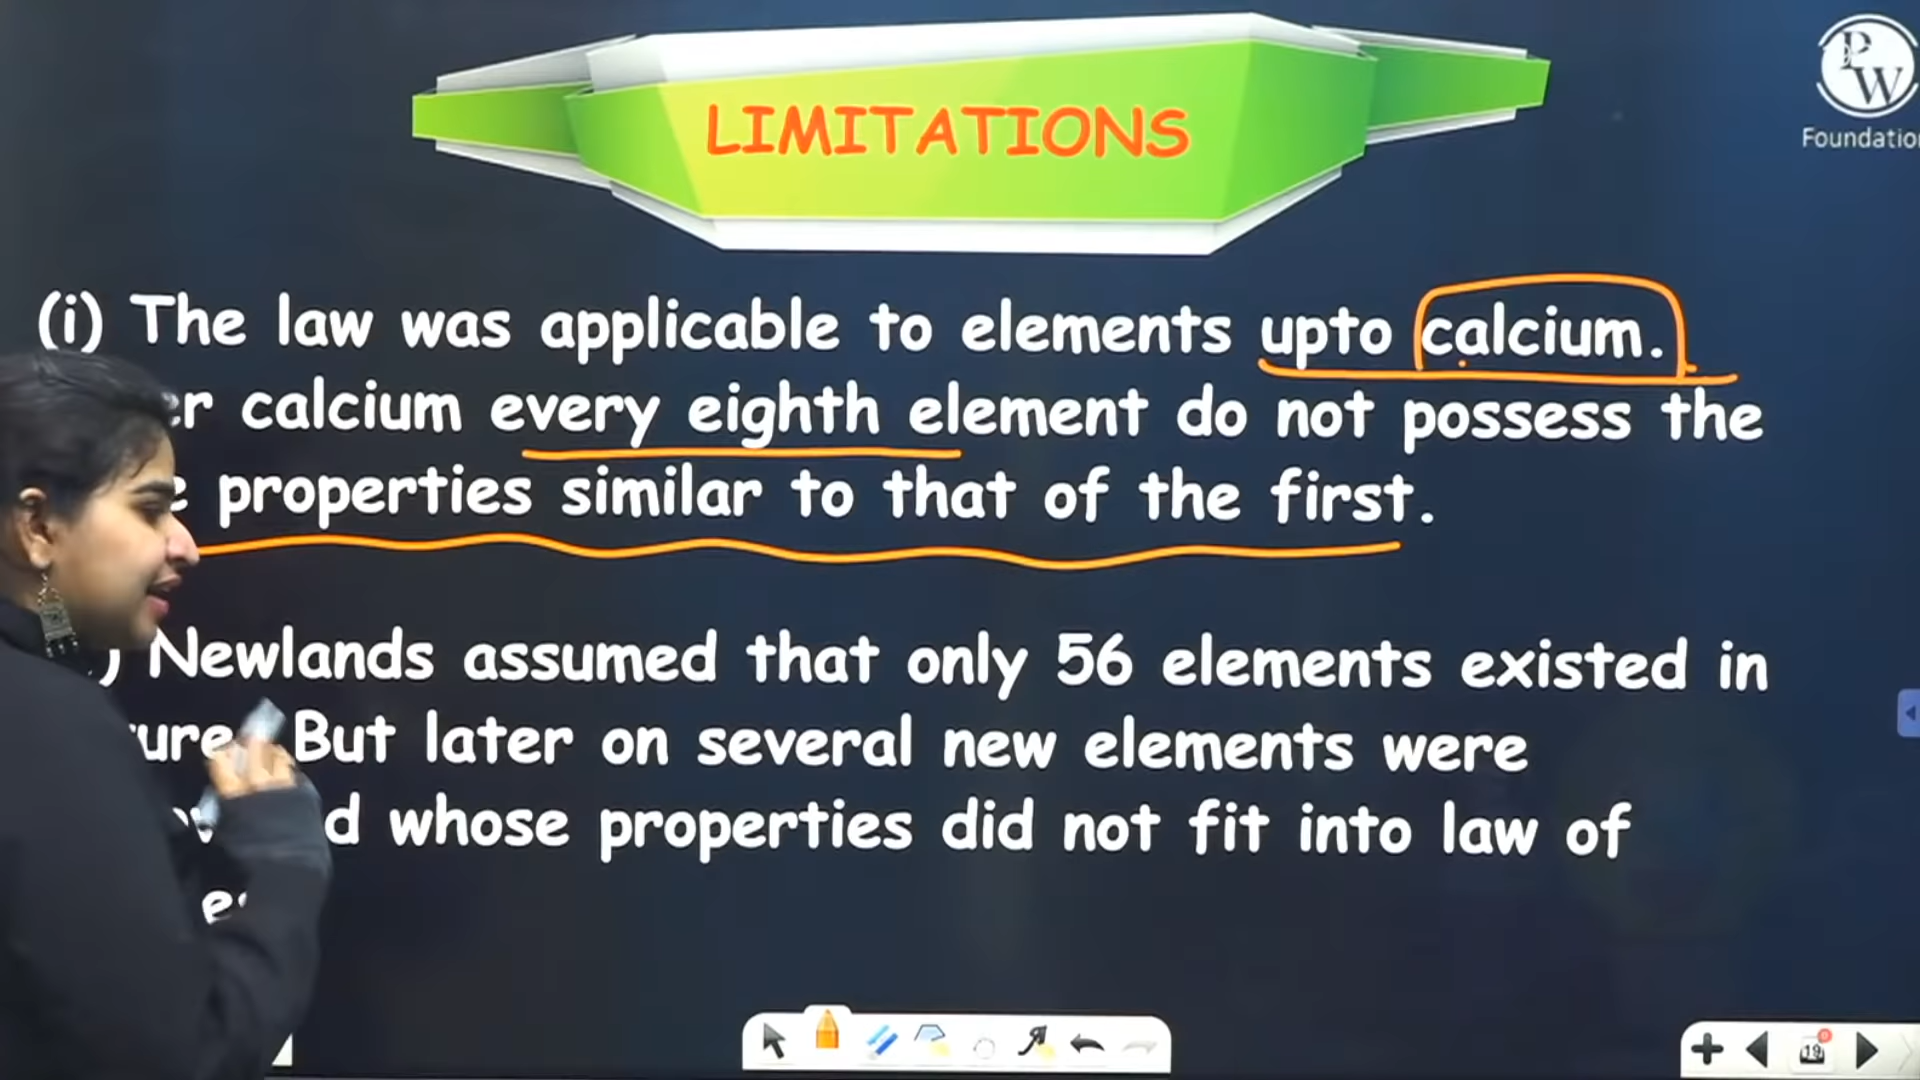 LIMITATIONS
PW
Foundation
(i) The law was applicable to elements upto calcium.
calcium every eighth element do not possess the
properties similar to that of the first.
Newlands assumed that only 56 elements existed in
But later on several new elements were
whose properties did not fit into law of
19